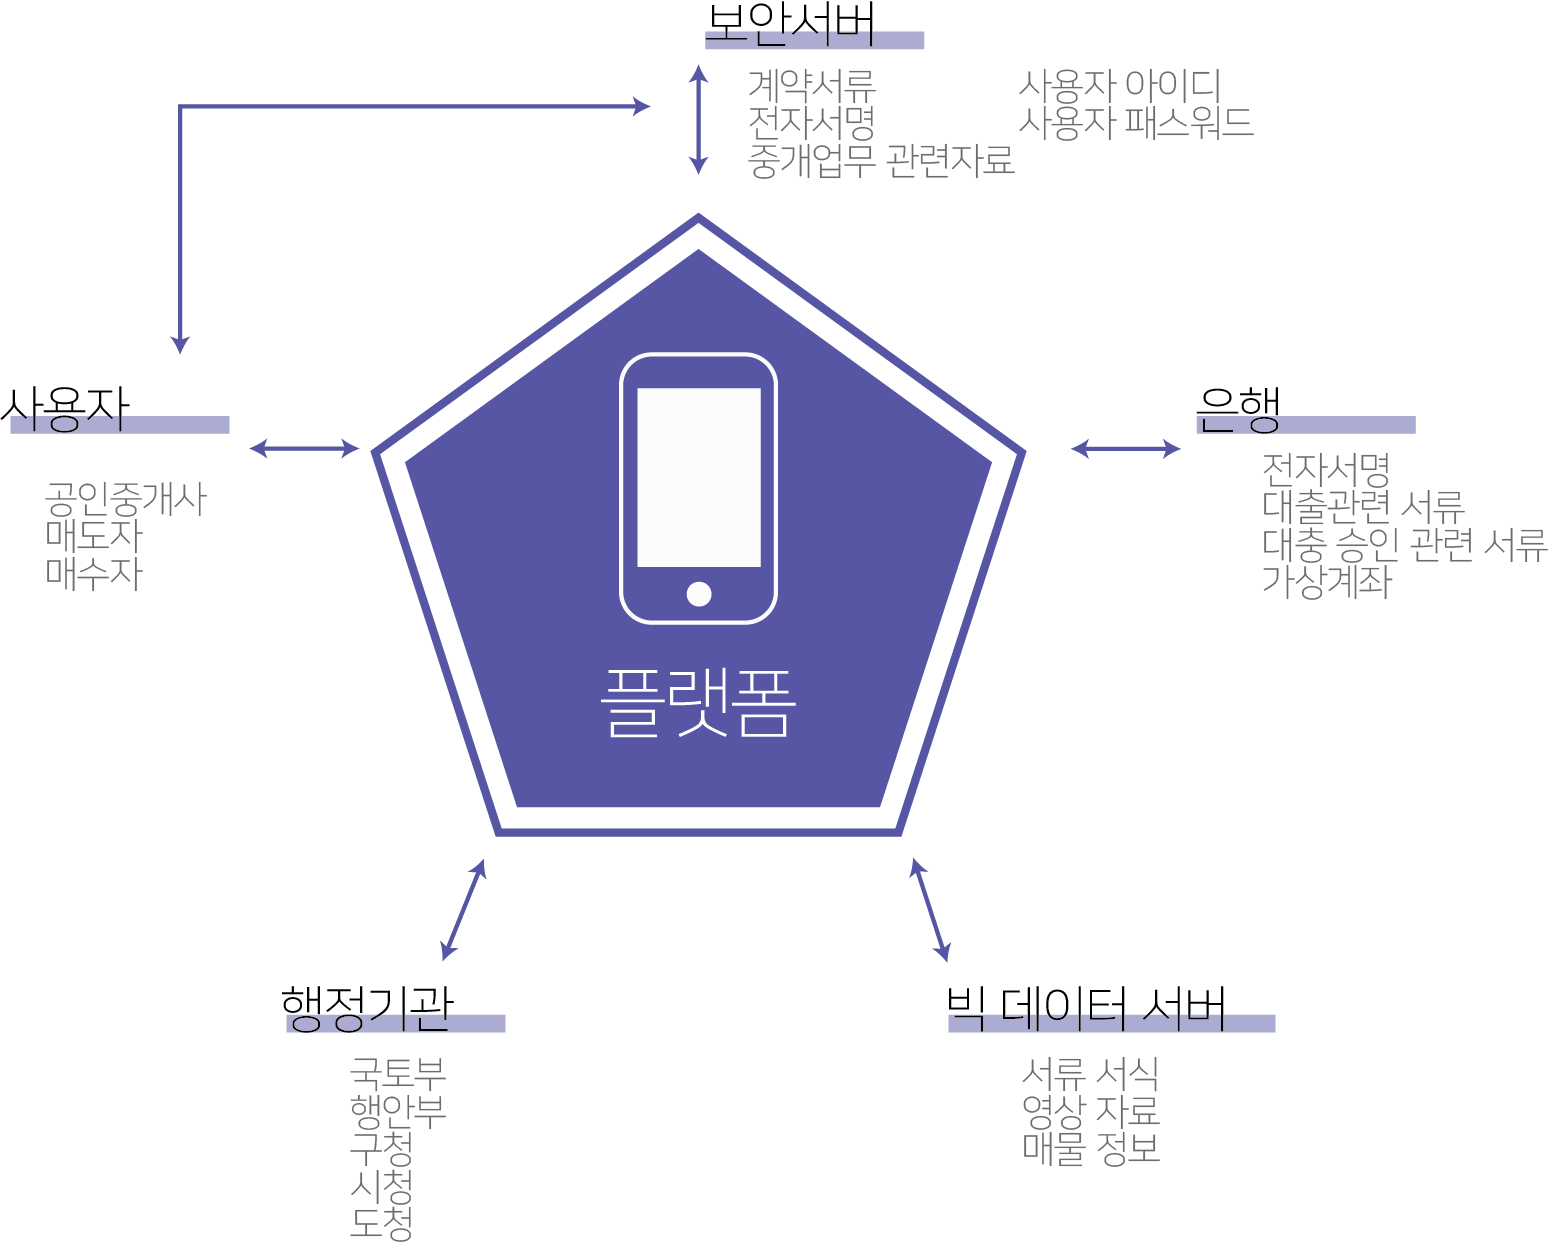 보안서버
계약서류
전자서명
중개업무 관련자료
사용자 아이디
사용자 패스워드
사용자
공인중개사
매도자
매수자
은행
전자서명
대출관련 서류
대충 승인 관련 서류
가상계좌
플랫폼
행정기관
국토부
행안부
구청
시청
도청
빅 데이터 서버
서류 서식
영상 자료
매물 정보